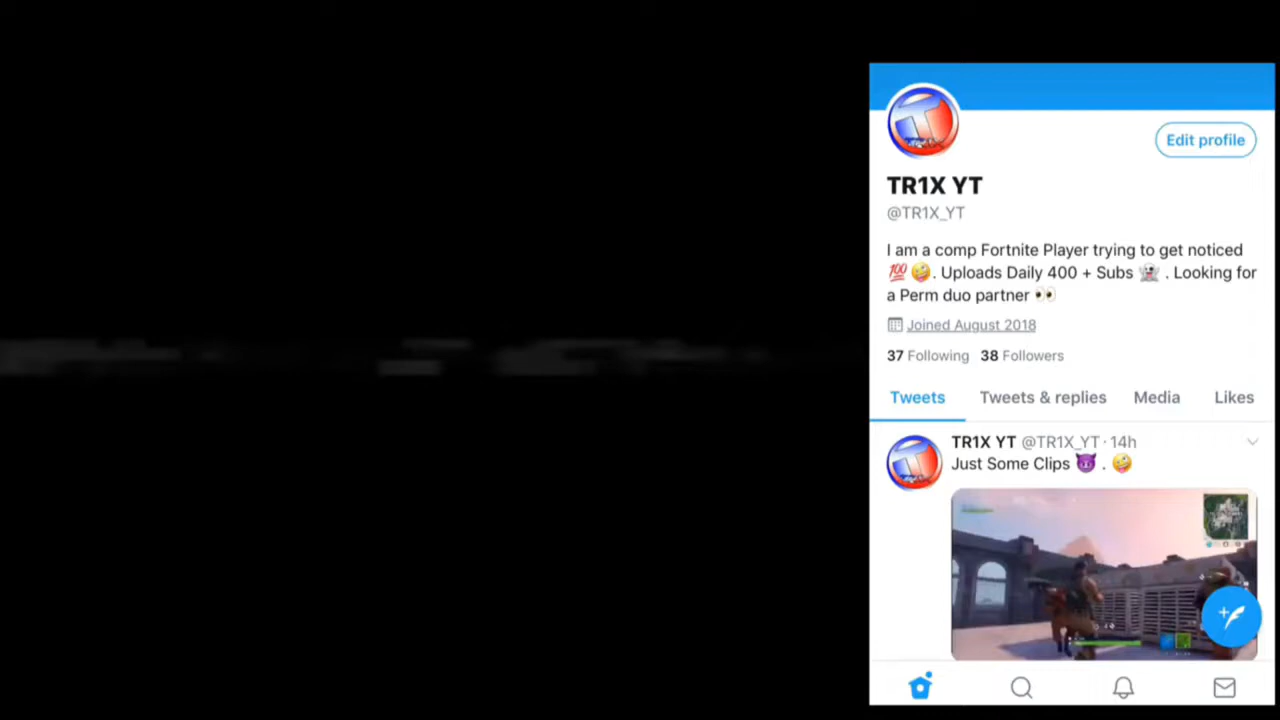 Edit profile
TR1X YT
@TR1X_YT
I am a comp Fortnite Player trying to get noticed
💯 🤪. Uploads Daily 400 + Subs 👻 . Looking for
a Perm duo partner 👀
Joined August 2018
37 Following 38 Followers
Tweets Tweets & replies Media Likes
TR1X YT @TR1X_YT · 14h
Just Some Clips 😈 . 🤪